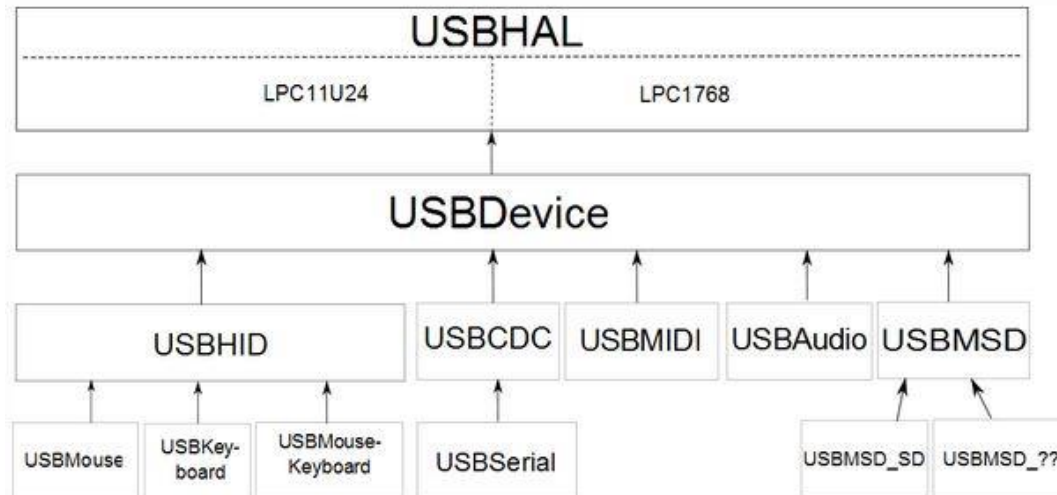 USBHAL
LPC11U24 LPC1768
USBDevice
USBHID USBCDC USBMIDI USBAudio USBMSD
USBMouse
USBKey-
board
USBMouse-
Keyboard
USBSerial
USBMSD_SD
USBMSD_??